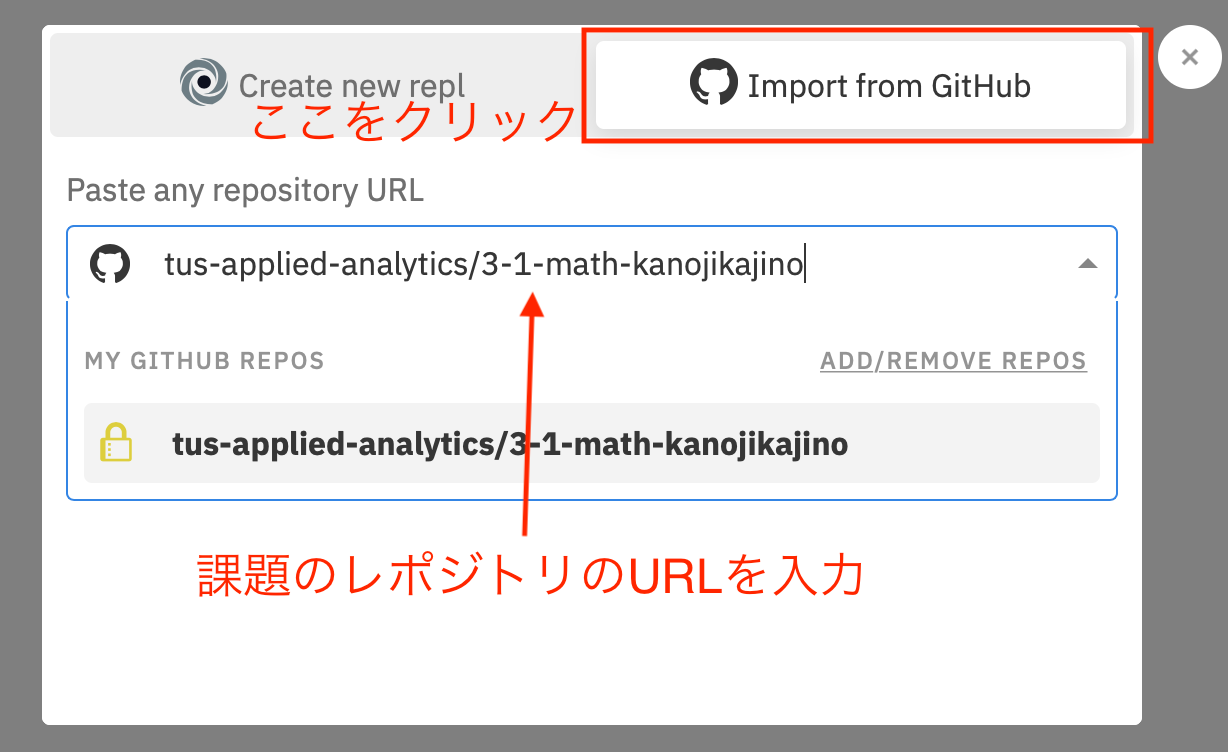 Create new repl
Import from GitHub
ここをクリック
Paste any repository URL
tus-applied-analytics/3-1-math-kanojikajino
MY GITHUB REPOS
ADD/REMOVE REPOS
tus-applied-analytics/3-1-math-kanojikajino
課題のレポジトリのURLを入力